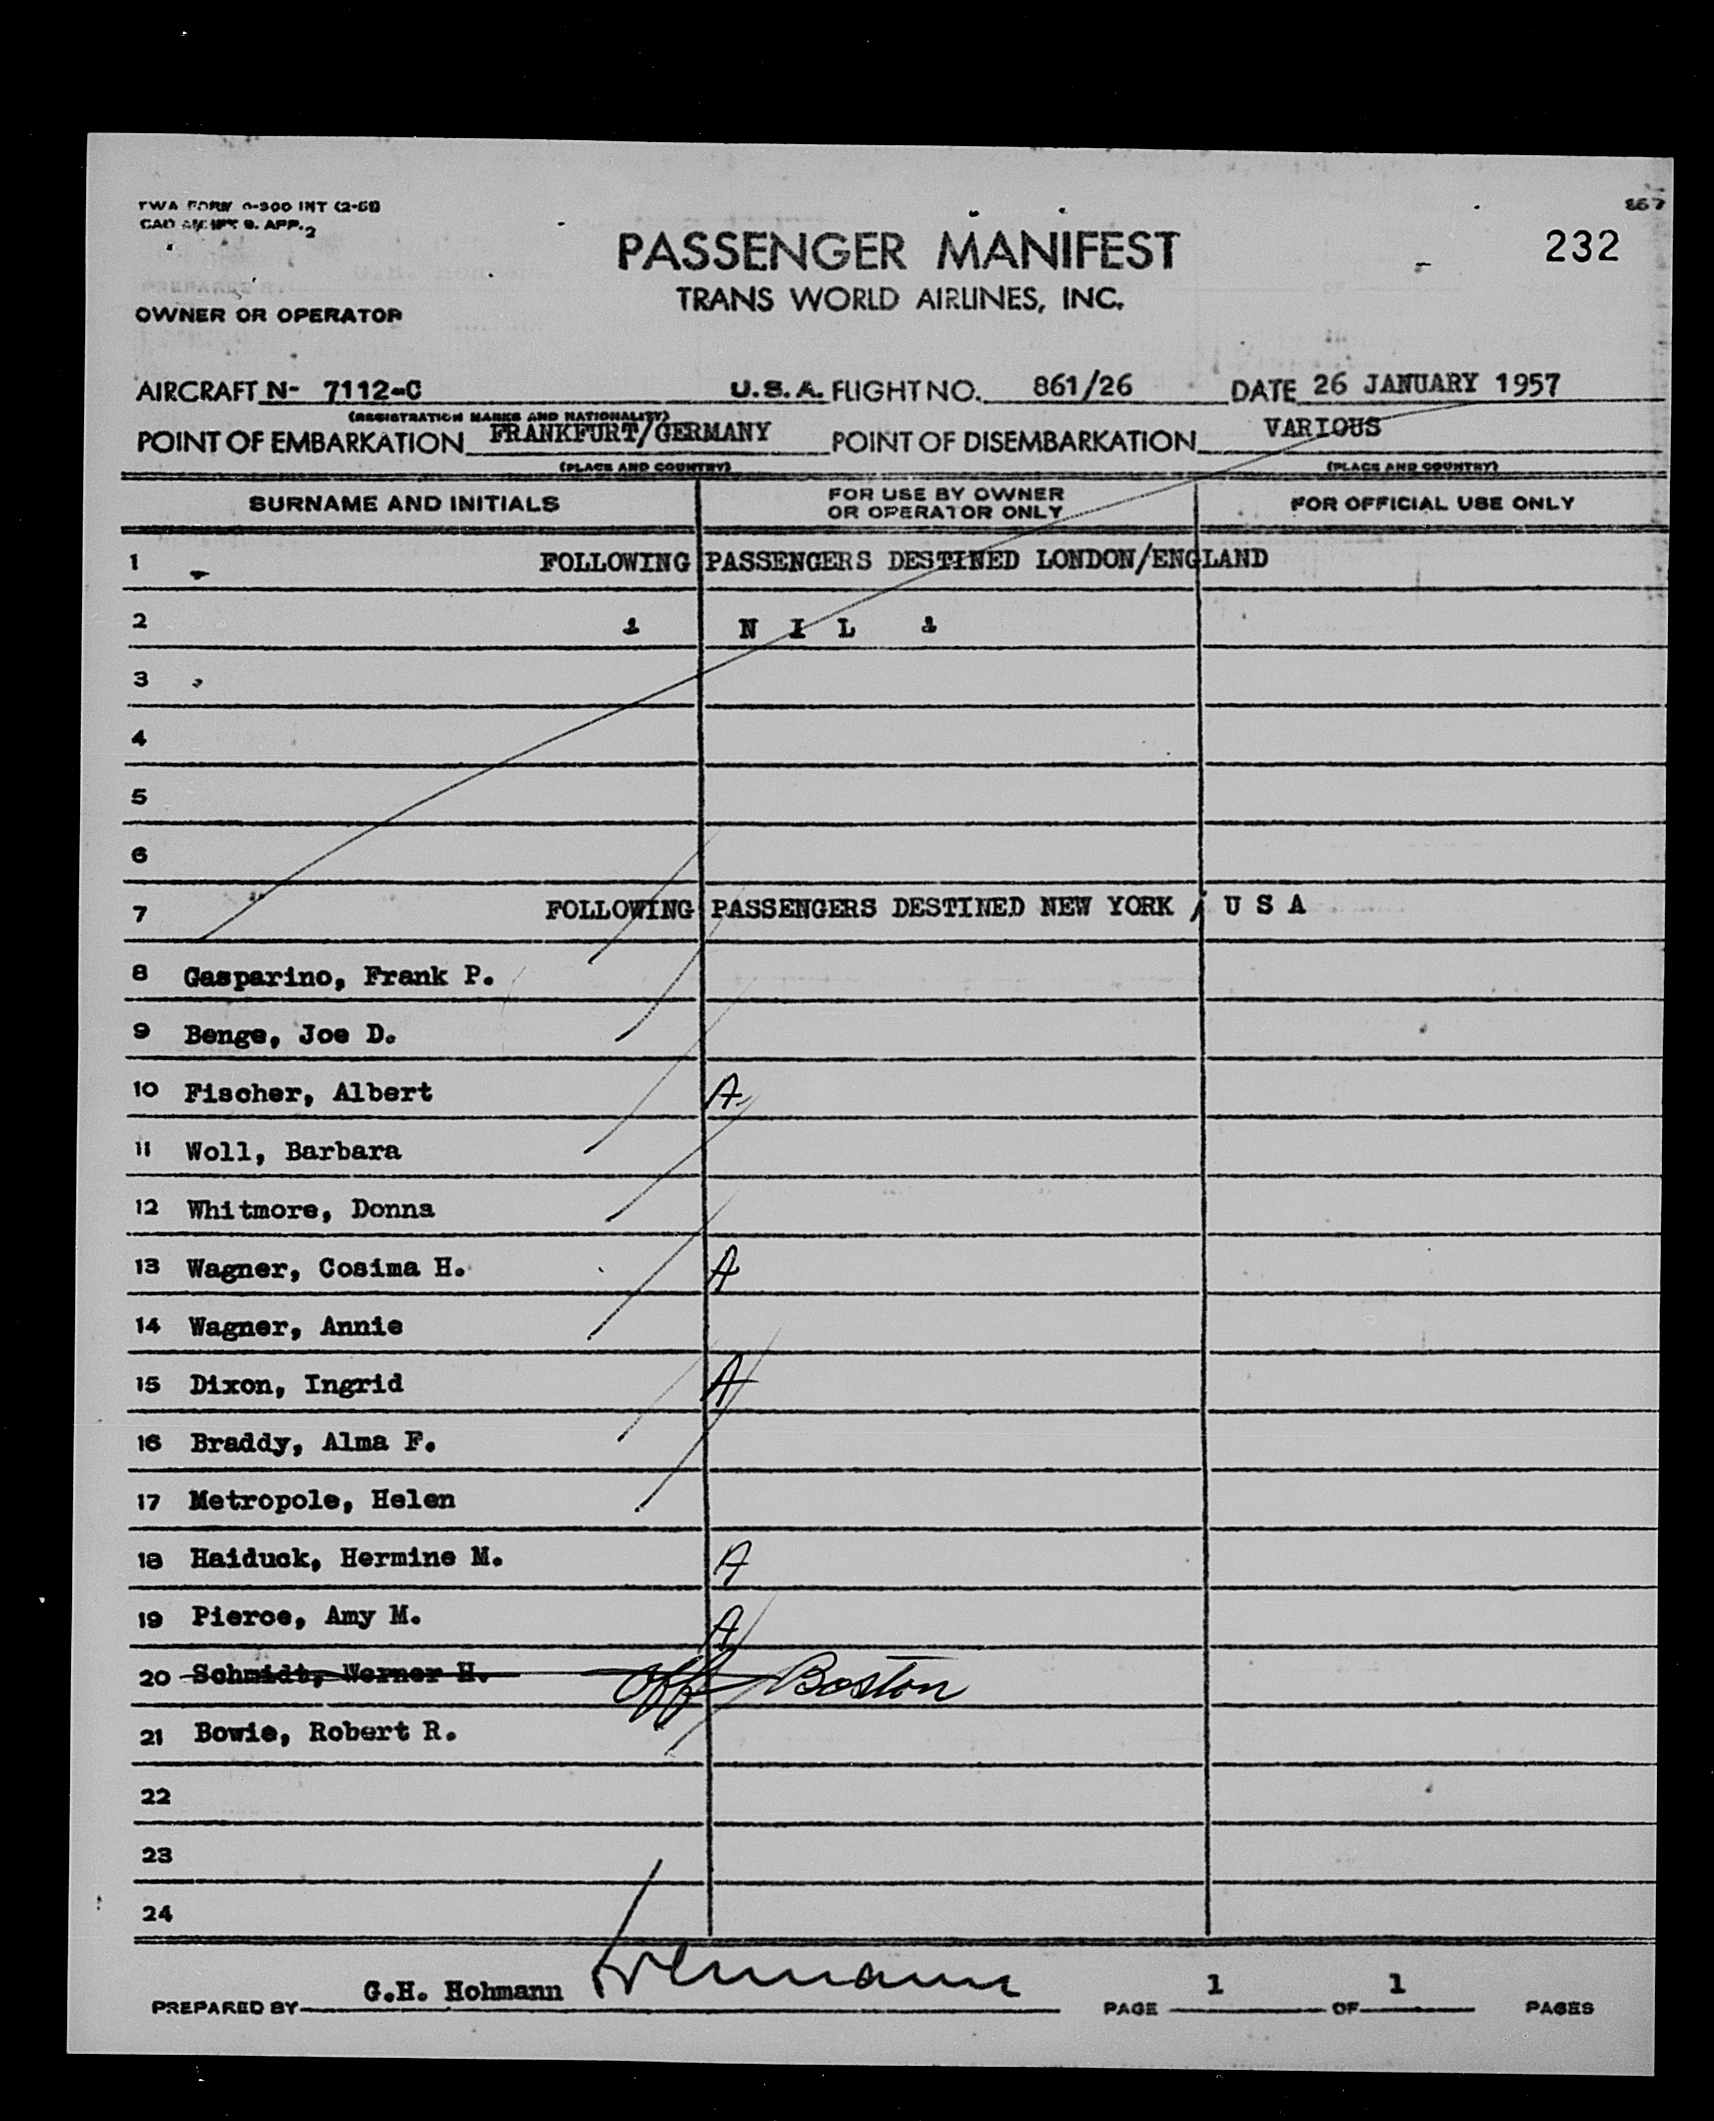 TWA FORM O-300 INT (2-51)
867
232
PASSENGER MANIFEST
TRANS WORLD AIRLINES, INC.
OWNER OR OPERATOR
AIRCRAFT N- 7112-C U.S.A. FLIGHT NO. 861/26 DATE 26 JANUARY 1957
(REGISTRATION MARKS AND NATIONALITY)
POINT OF EMBARKATION FRANKFURT/GERMANY POINT OF DISEMBARKATION VARIOUS
(PLACE AND COUNTRY) (PLACE AND COUNTRY)
SURNAME AND INITIALS FOR USE BY OWNER OR OPERATOR ONLY FOR OFFICIAL USE ONLY
1 FOLLOWING PASSENGERS DESTINED LONDON/ENGLAND
2 N I L
3
4
5
6
7 FOLLOWING PASSENGERS DESTINED NEW YORK / U S A
8 Gasparino, Frank P.
9 Benge, Joe D.
10 Fischer, Albert A
11 Woll, Barbara
12 Whitmore, Donna
13 Wagner, Cosima H. A
14 Wagner, Annie
15 Dixon, Ingrid A
16 Braddy, Alma F.
17 Metropole, Helen
18 Haiduck, Hermine M. A
19 Pierce, Amy M. A
20 Schmidt, Werner H. Off Boston
21 Bowie, Robert R.
22
23
24
PREPARED BY G.H. Hohmann Hohmann PAGE 1 OF 1 PAGES